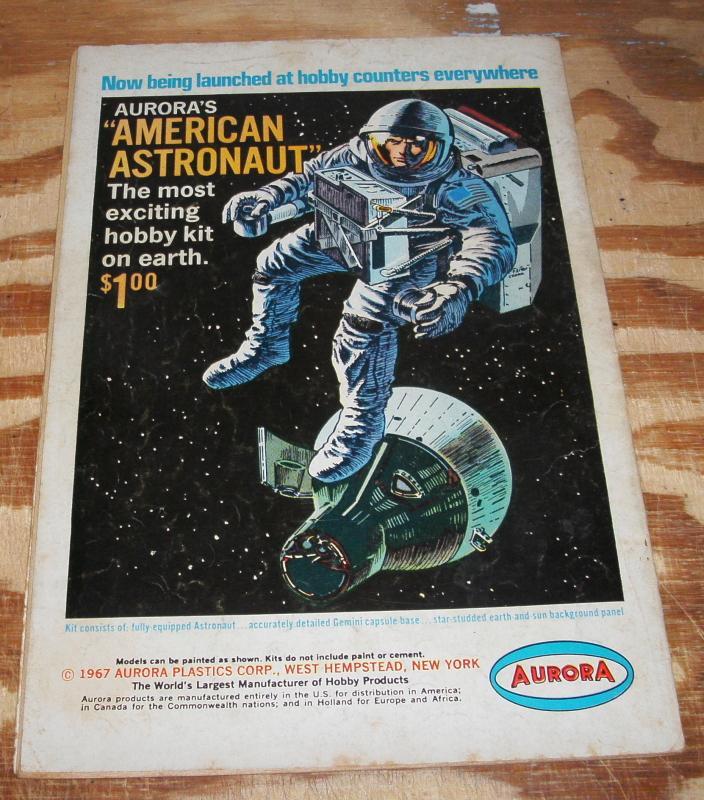 Now being launched at hobby counters everywhere
AURORA'S
"AMERICAN
ASTRONAUT"
The most
exciting
hobby kit
on earth.
$1.00
Kit consists of: fully equipped Astronaut...accurately detailed Gemini capsule base...star-studded earth and sun background panel
Models can be painted as shown. Kits do not include paint or cement.
© 1967 AURORA PLASTICS CORP., WEST HEMPSTEAD, NEW YORK
The World's Largest Manufacturer of Hobby Products
Aurora products are manufactured entirely in the U.S. for distribution in America;
in Canada for the Commonwealth nations; and in Holland for Europe and Africa.
AURORA